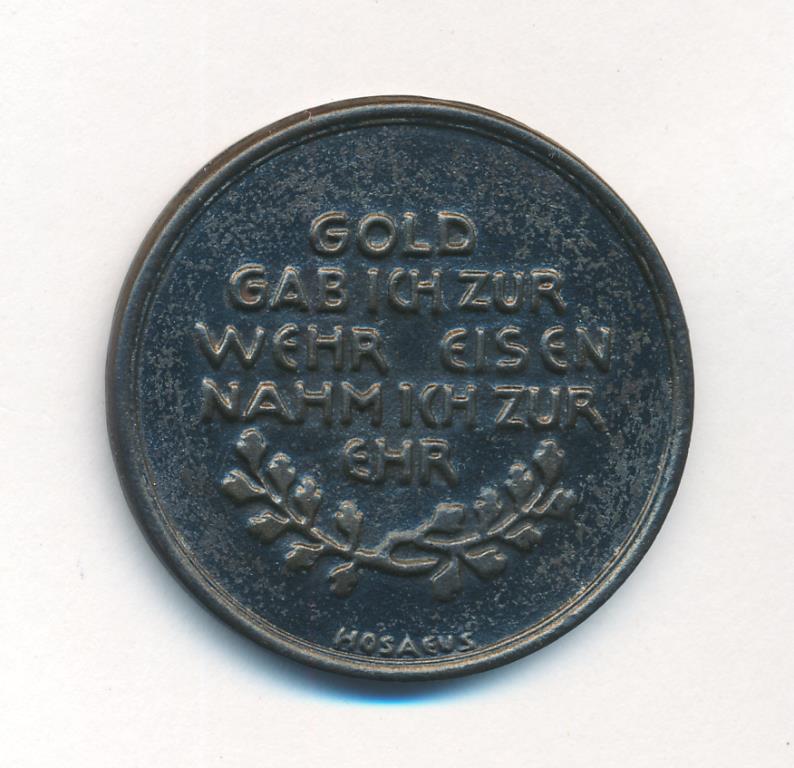 GOLD
GAB ICH ZUR
WEHR EISEN
NAHM ICH ZUR
EHR
HOSAEUS